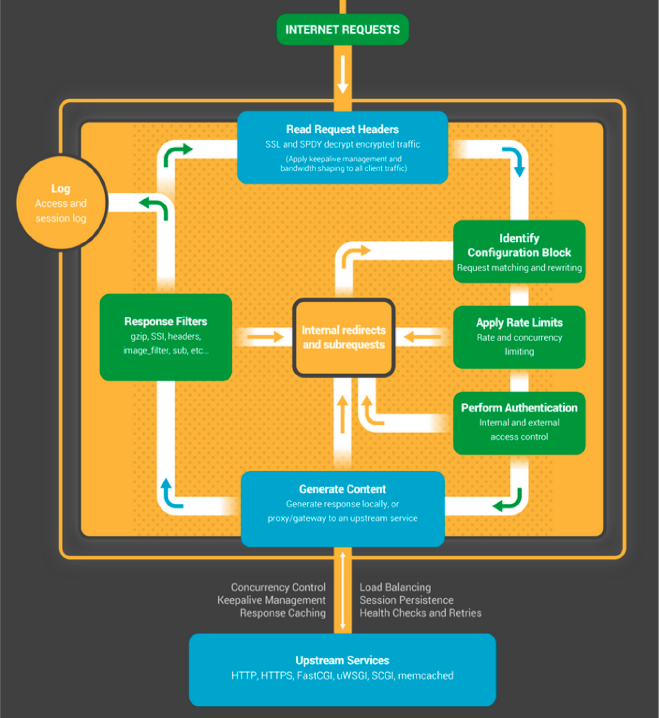 INTERNET REQUESTS
Read Request Headers
SSL and SPDY decrypt encrypted traffic
(Apply keepalive management and
bandwidth shaping to all client traffic)
Log
Access and
session log
Identify
Configuration Block
Request matching and rewriting
Response Filters
gzip, SSI, headers,
image_filter, sub, etc...
Internal redirects
and subrequests
Apply Rate Limits
Rate and concurrency
limiting
Perform Authentication
Internal and external
access control
Generate Content
Generate response locally, or
proxy/gateway to an upstream service
Concurrency Control
Keepalive Management
Response Caching
Load Balancing
Session Persistence
Health Checks and Retries
Upstream Services
HTTP, HTTPS, FastCGI, uWSGI, SCGI, memcached